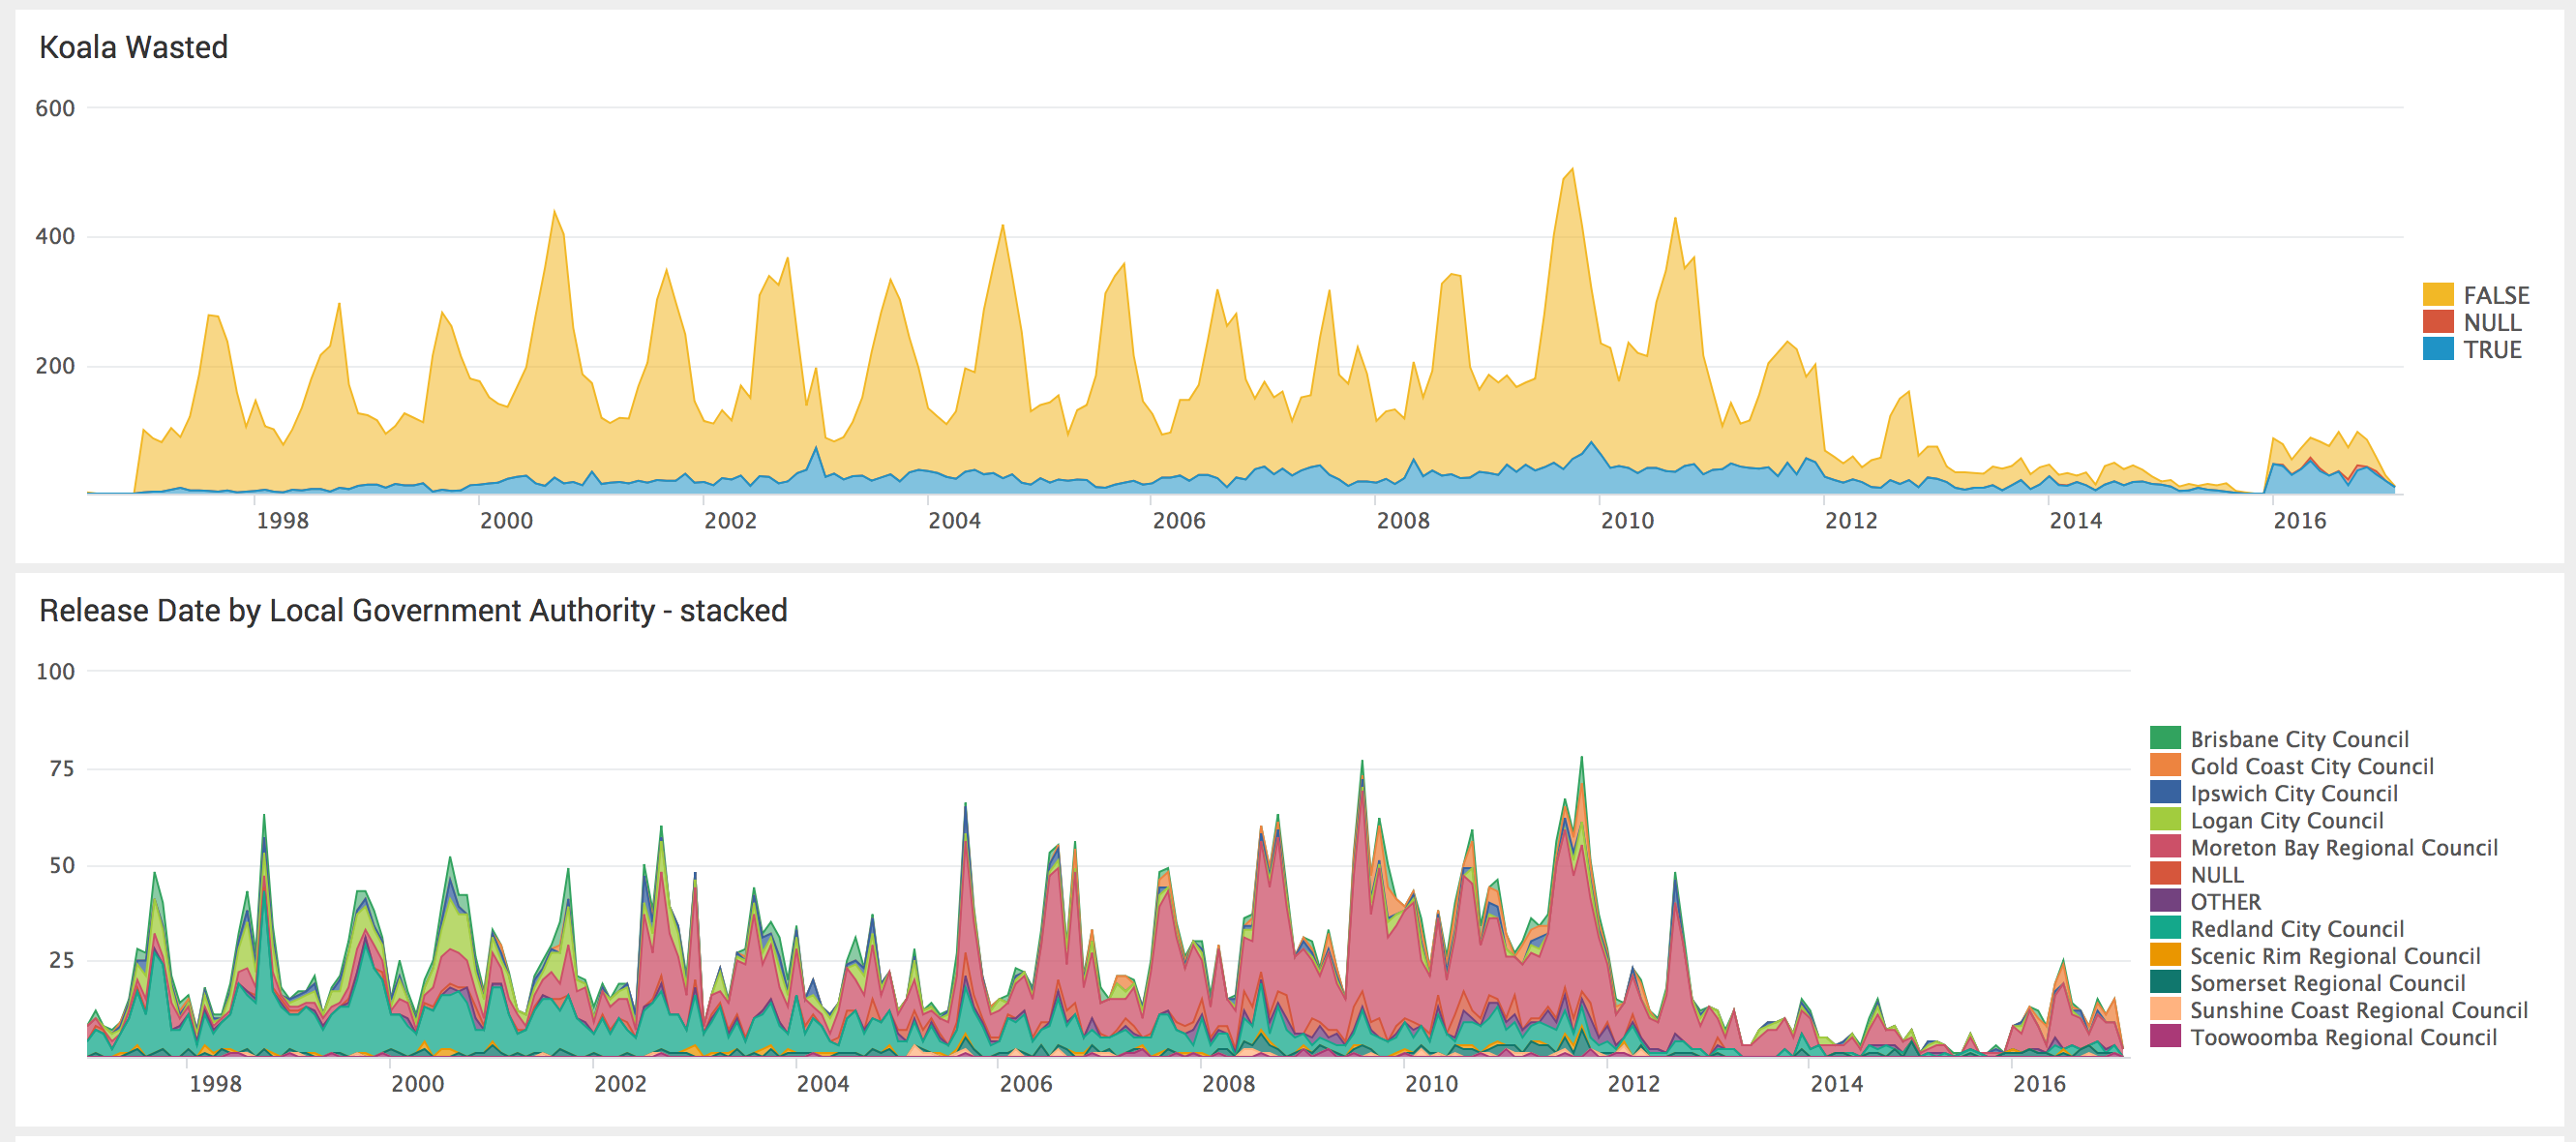 Koala Wasted
600
400
200
1998 2000 2002 2004 2006 2008 2010 2012 2014 2016
FALSE
NULL
TRUE
Release Date by Local Government Authority - stacked
100
75
50
25
1998 2000 2002 2004 2006 2008 2010 2012 2014 2016
Brisbane City Council
Gold Coast City Council
Ipswich City Council
Logan City Council
Moreton Bay Regional Council
NULL
OTHER
Redland City Council
Scenic Rim Regional Council
Somerset Regional Council
Sunshine Coast Regional Council
Toowoomba Regional Council